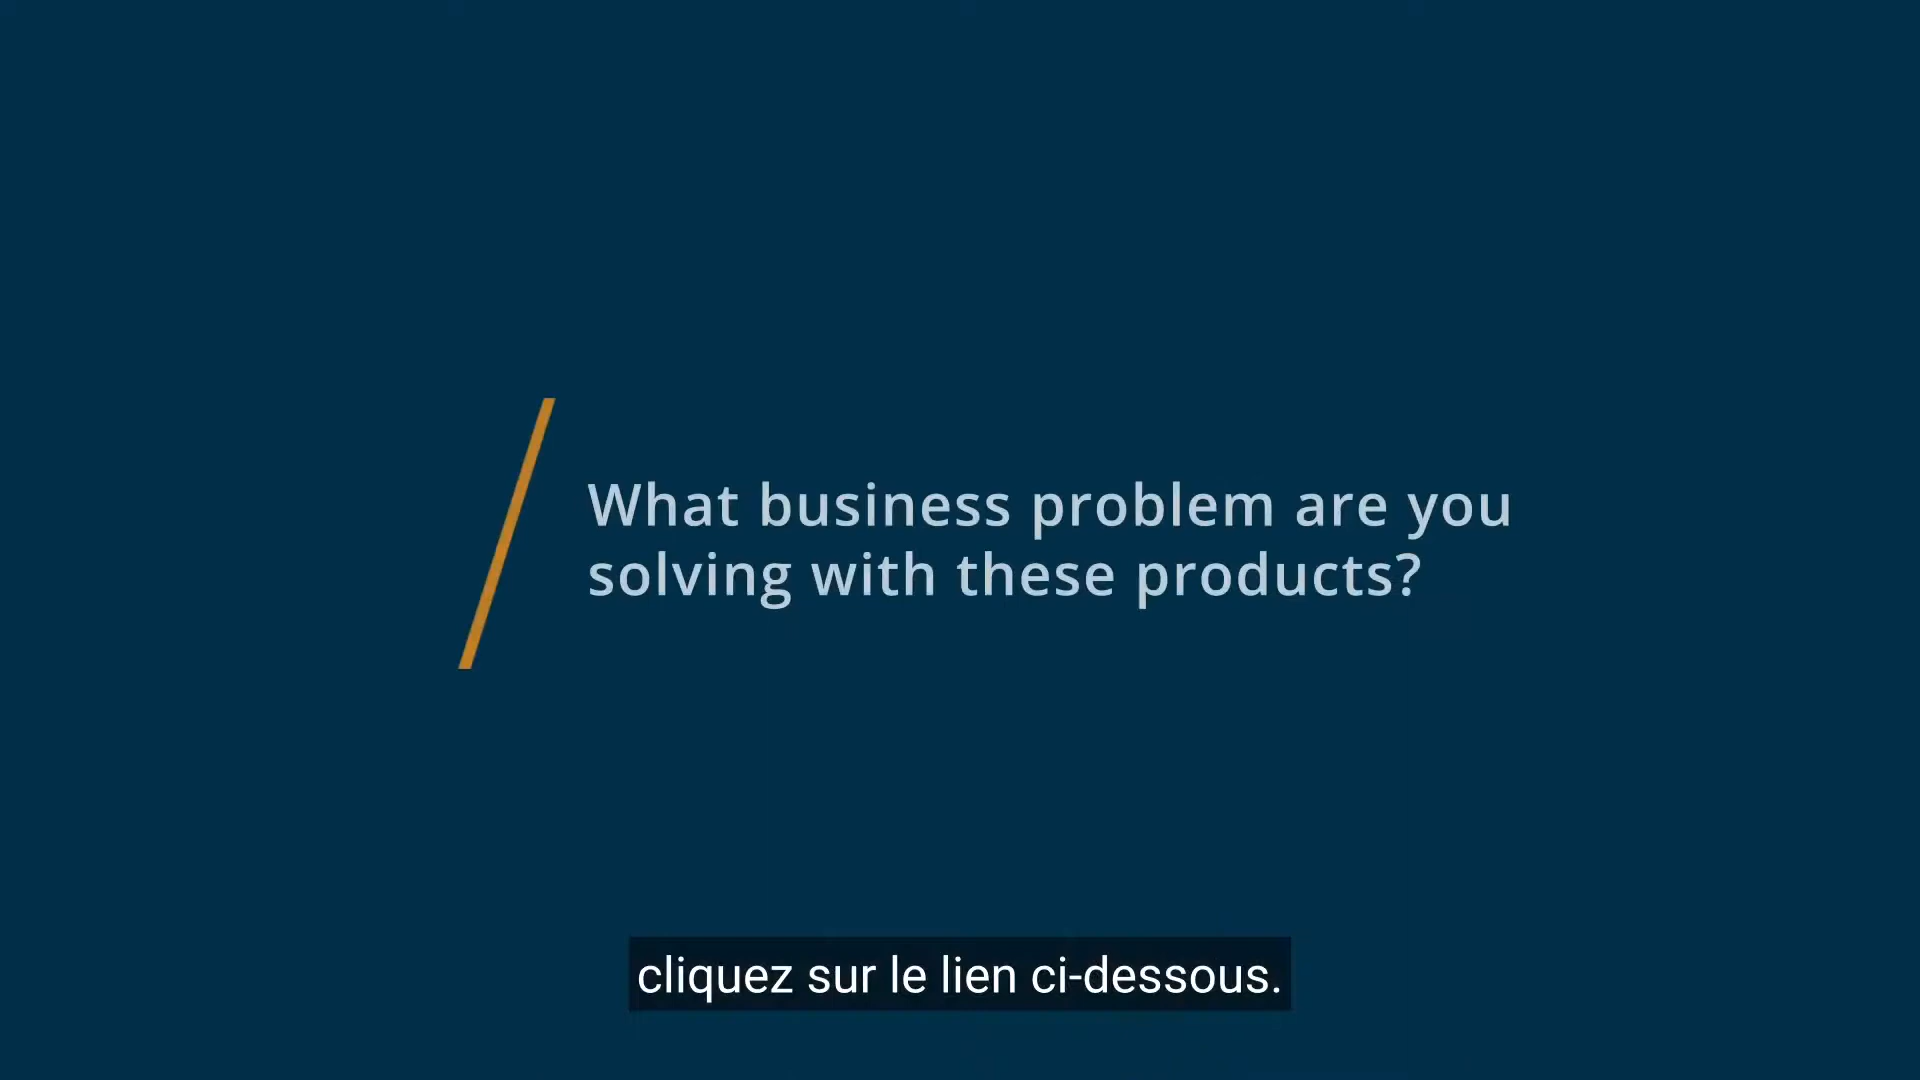 What business problem are you
solving with these products?
cliquez sur le lien ci-dessous.